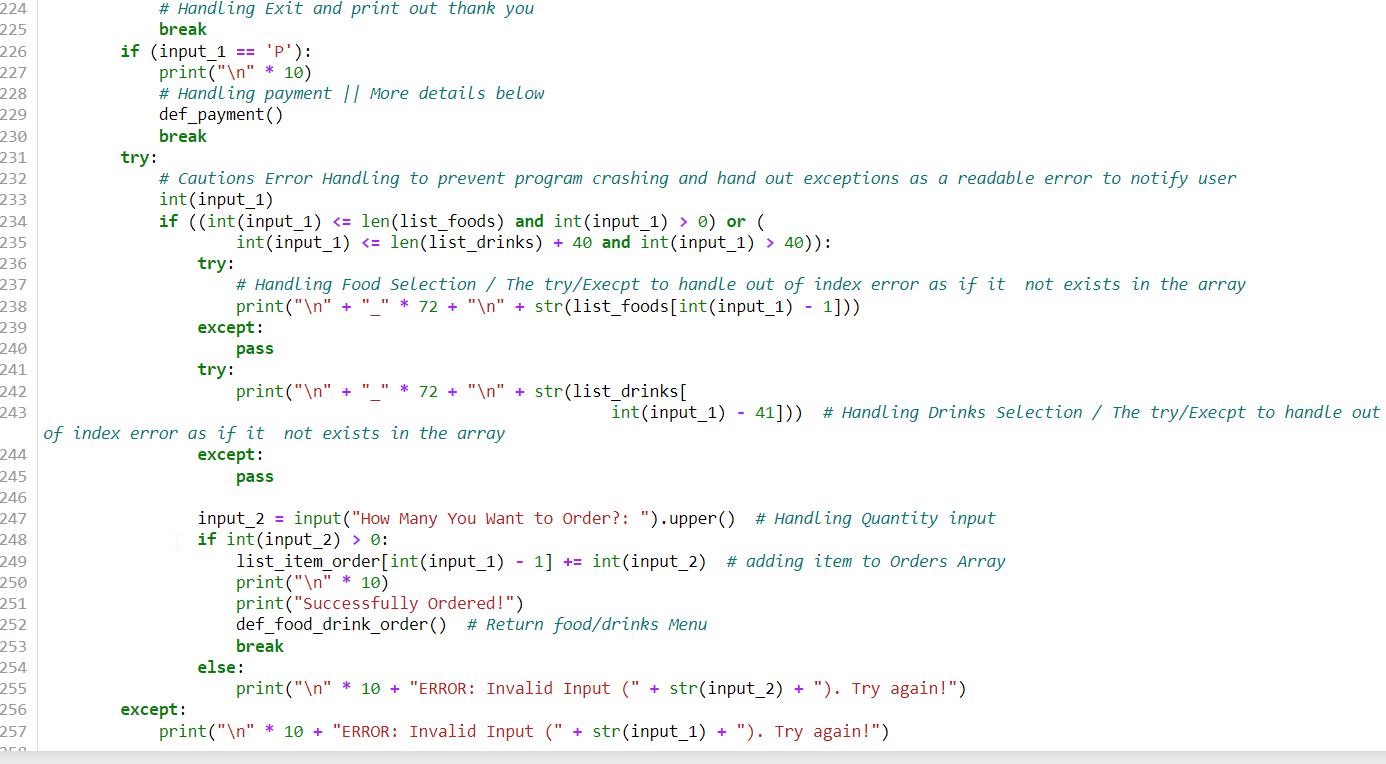 224 # Handling Exit and print out thank you
225 break
226 if (input_1 == 'P'):
227 print("\n" * 10)
228 # Handling payment || More details below
229 def_payment()
230 break
231 try:
232 # Cautions Error Handling to prevent program crashing and hand out exceptions as a readable error to notify user
233 int(input_1)
234 if ((int(input_1) <= len(list_foods) and int(input_1) > 0) or (
235 int(input_1) <= len(list_drinks) + 40 and int(input_1) > 40)):
236 try:
237 # Handling Food Selection / The try/Execpt to handle out of index error as if it  not exists in the array
238 print("\n" + "_" * 72 + "\n" + str(list_foods[int(input_1) - 1]))
239 except:
240 pass
241 try:
242 print("\n" + "_" * 72 + "\n" + str(list_drinks[
243 int(input_1) - 41]))  # Handling Drinks Selection / The try/Execpt to handle out
of index error as if it  not exists in the array
244 except:
245 pass
246
247 input_2 = input("How Many You Want to Order?: ").upper()  # Handling Quantity input
248 if int(input_2) > 0:
249 list_item_order[int(input_1) - 1] += int(input_2)  # adding item to Orders Array
250 print("\n" * 10)
251 print("Successfully Ordered!")
252 def_food_drink_order()  # Return food/drinks Menu
253 break
254 else:
255 print("\n" * 10 + "ERROR: Invalid Input (" + str(input_2) + "). Try again!")
256 except:
257 print("\n" * 10 + "ERROR: Invalid Input (" + str(input_1) + "). Try again!")